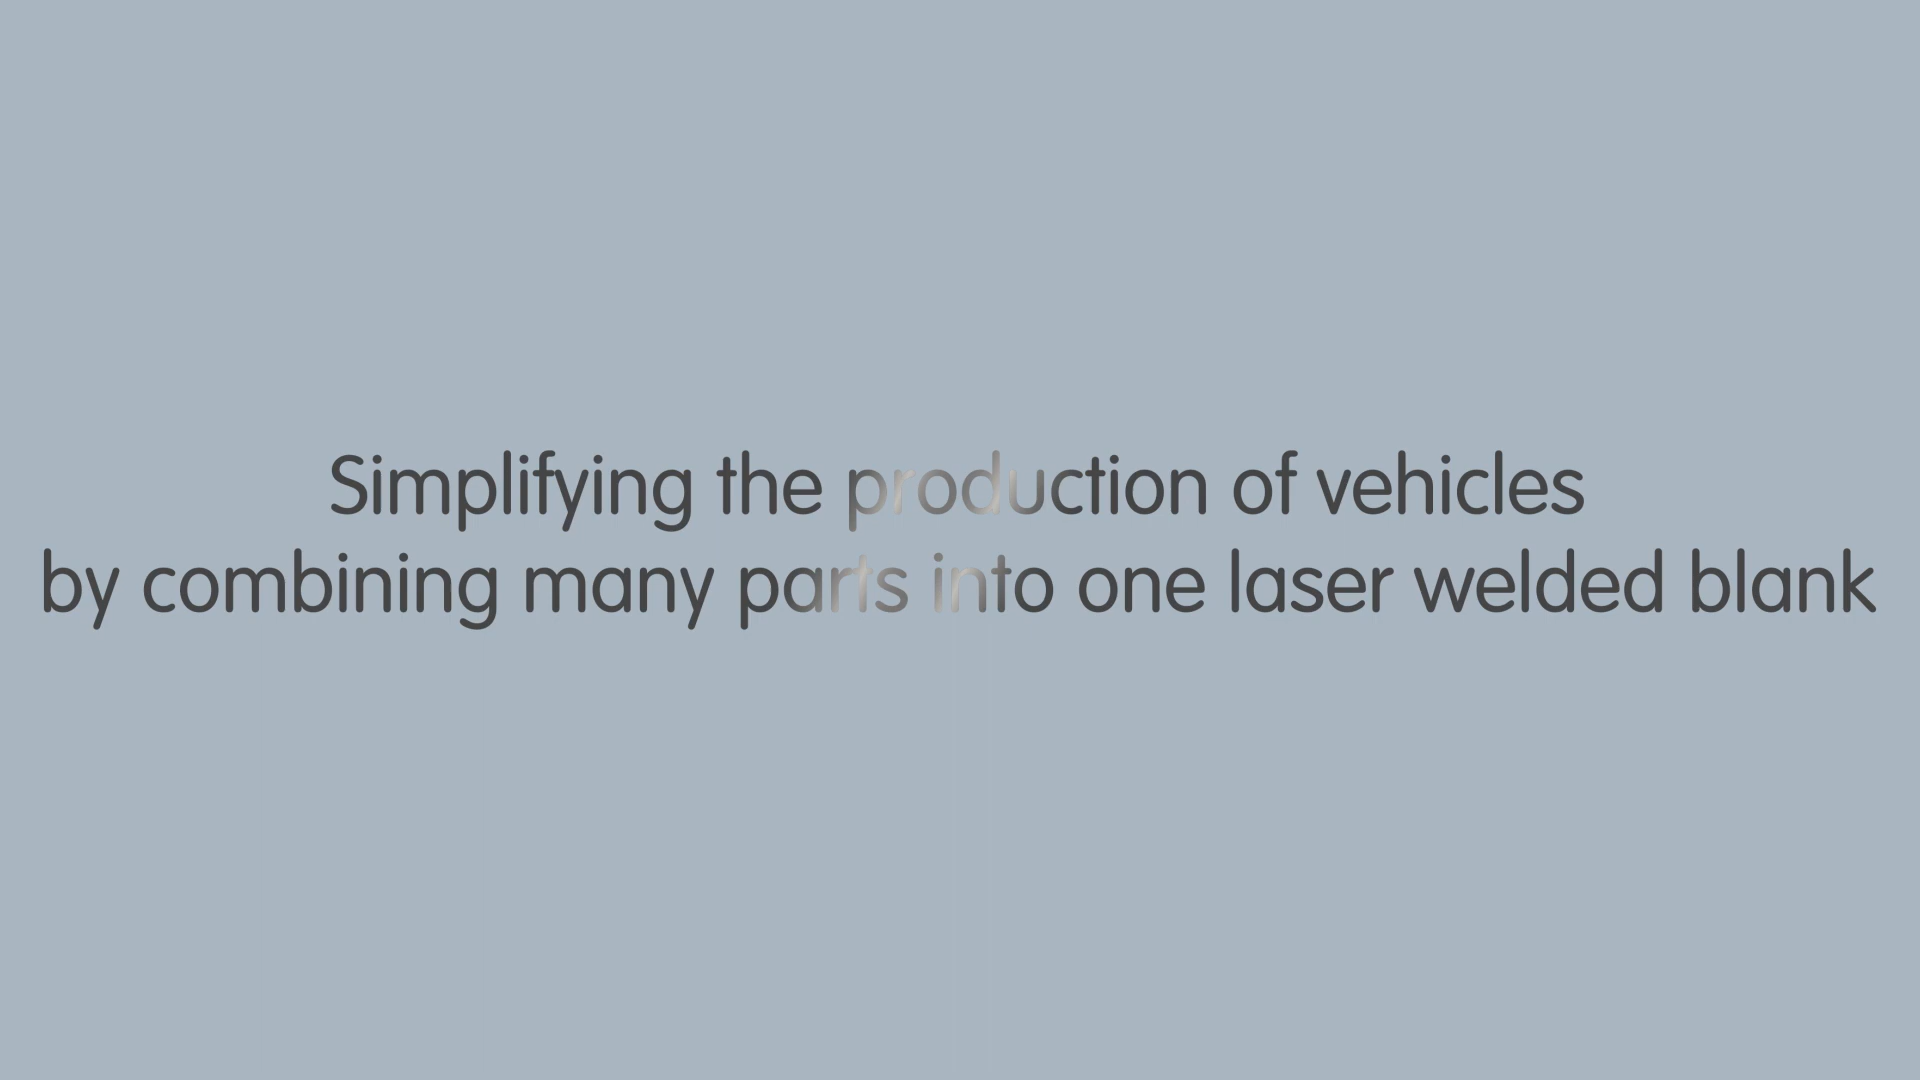 Simplifying the production of vehicles
by combining many parts into one laser welded blank